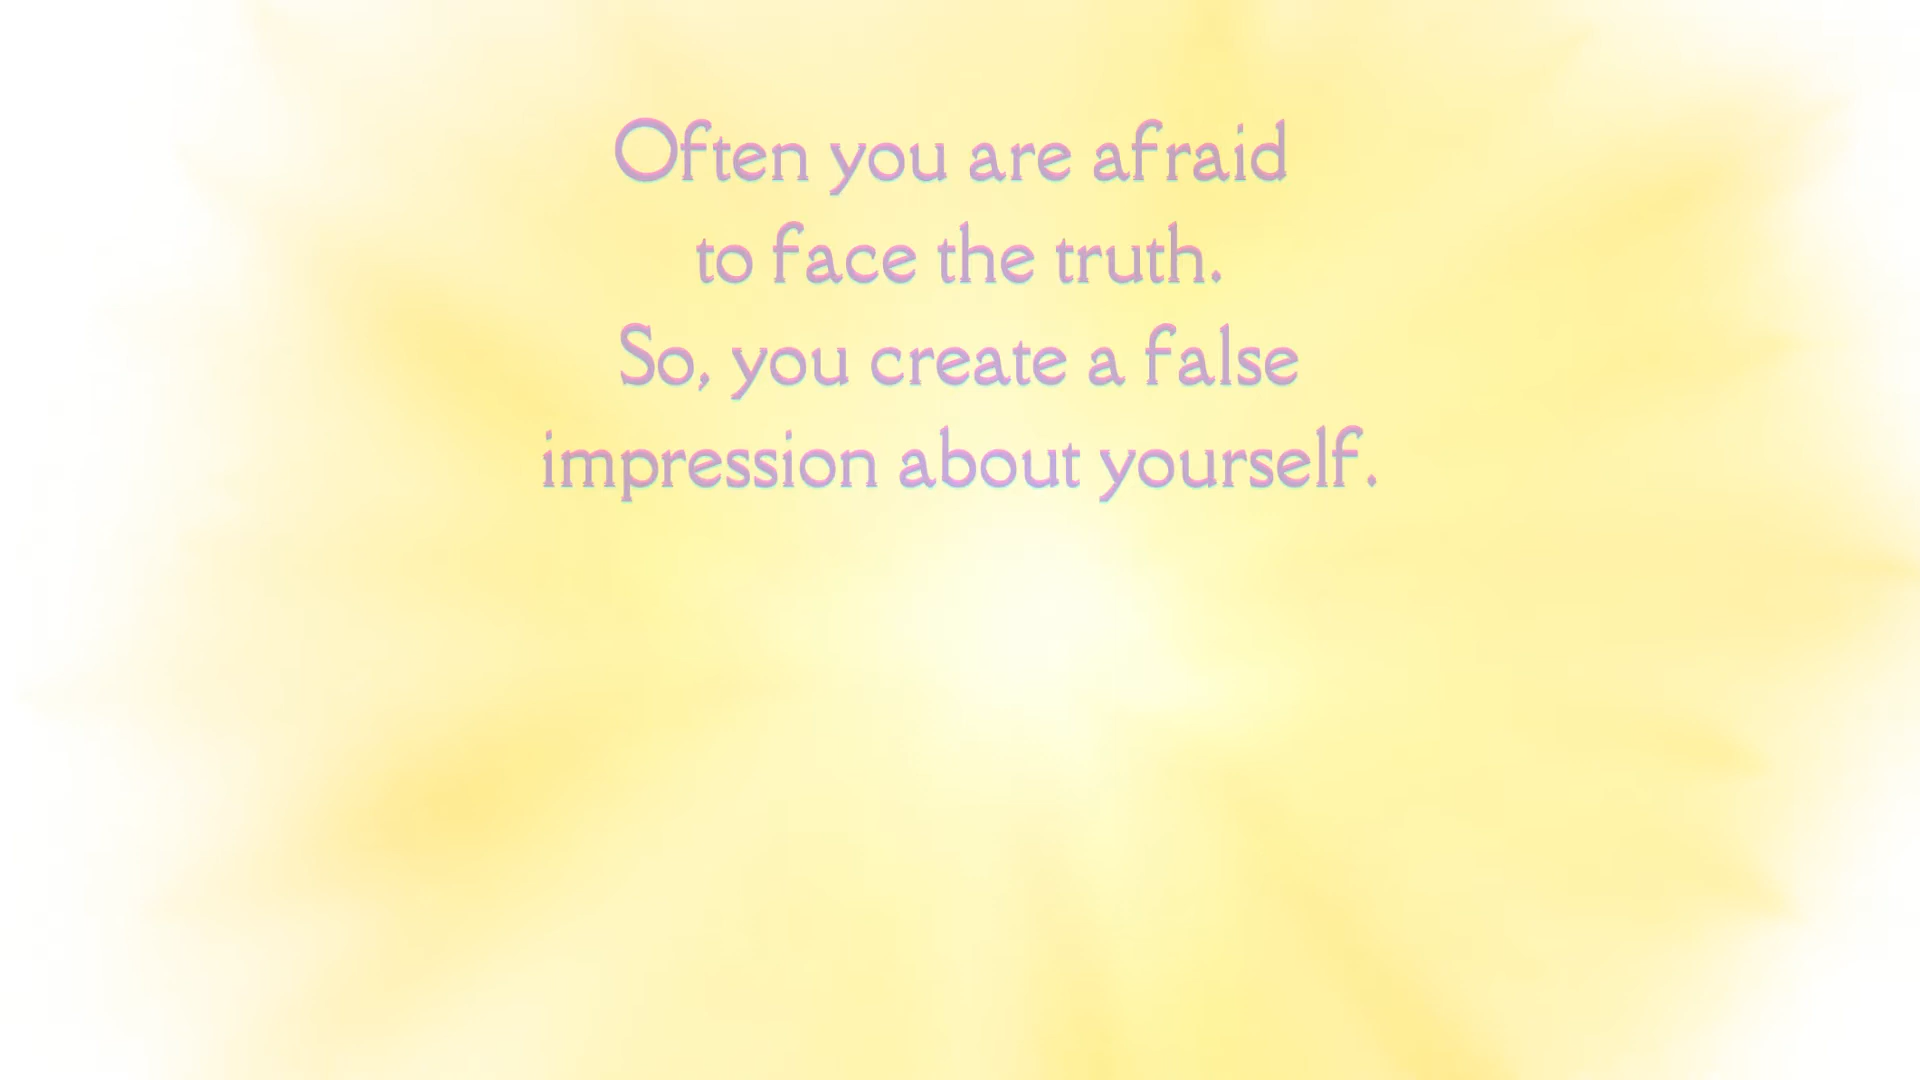 Often you are afraid
to face the truth.
So, you create a false
impression about yourself.